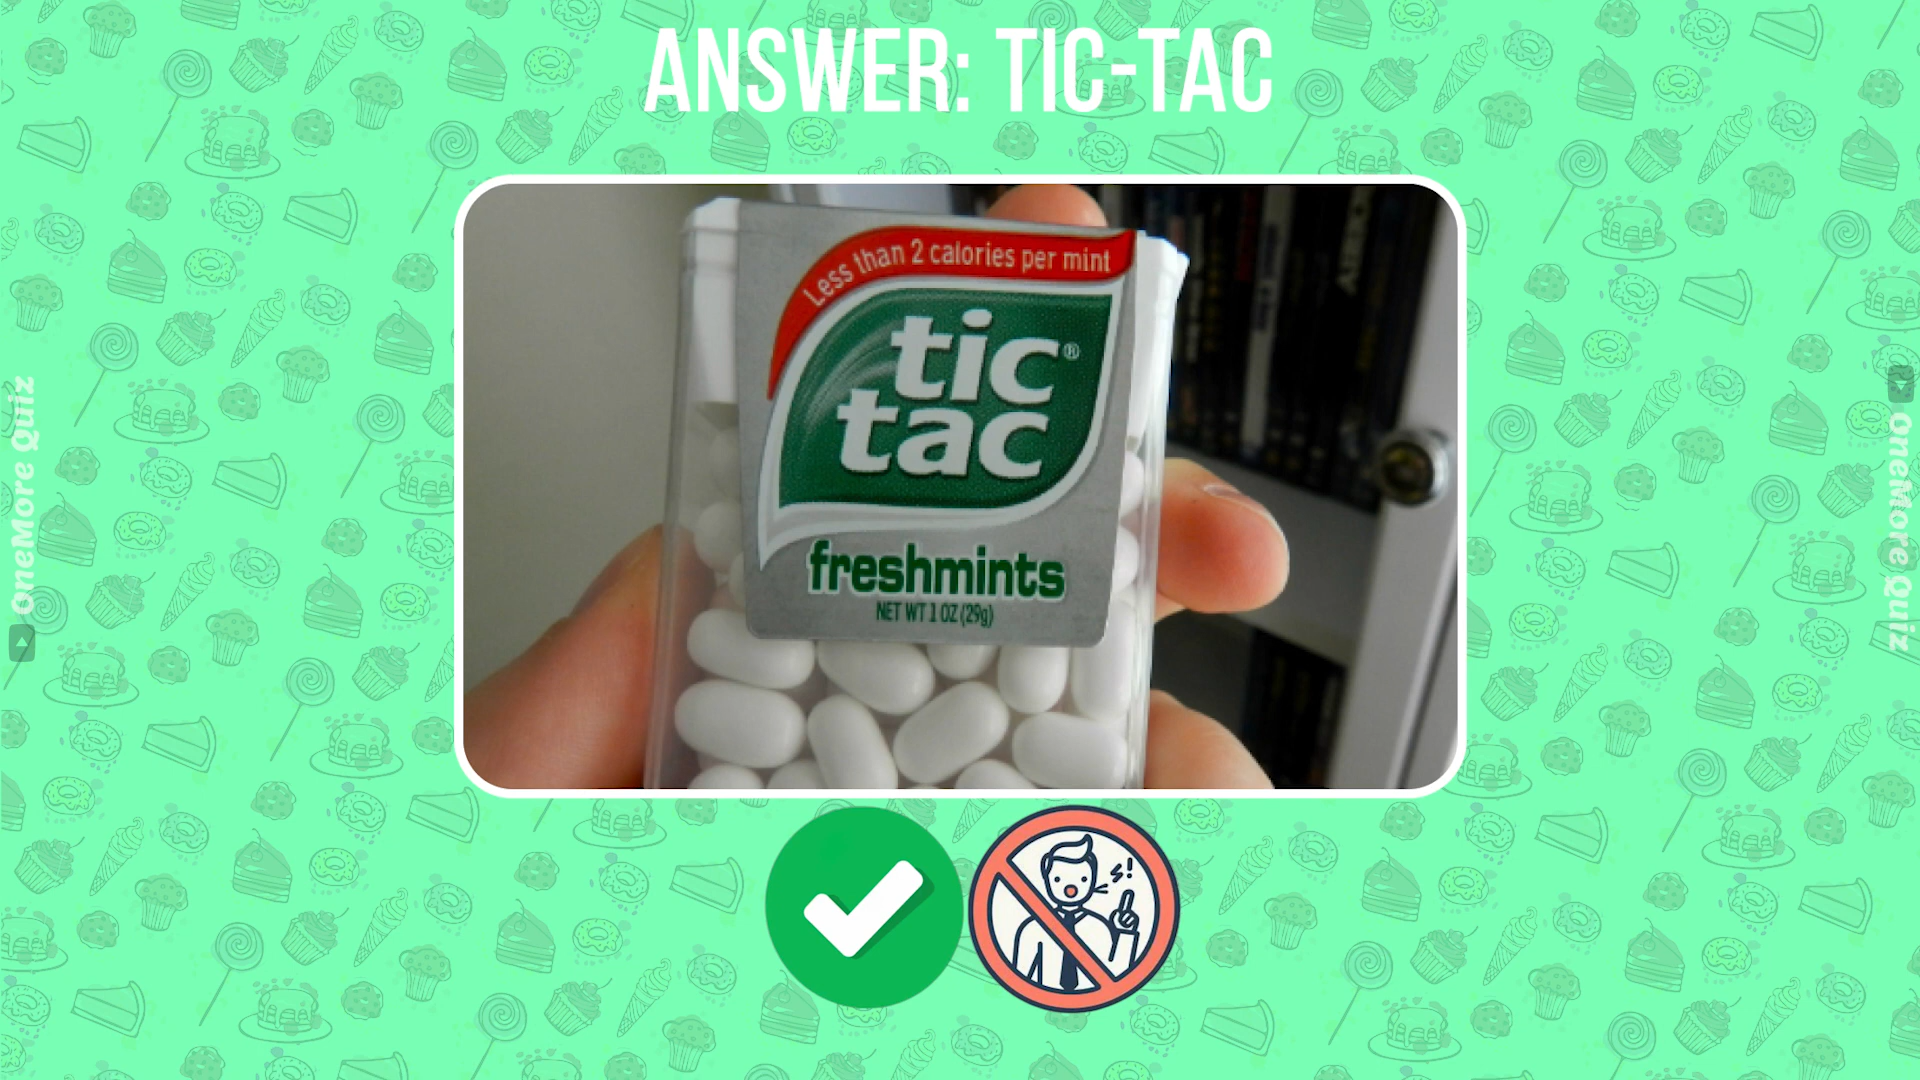 ANSWER: TIC-TAC
Less than 2 calories per mint
tic®
tac
freshmints
NET WT 1 OZ (29g)
OneMore Quiz
OneMore Quiz